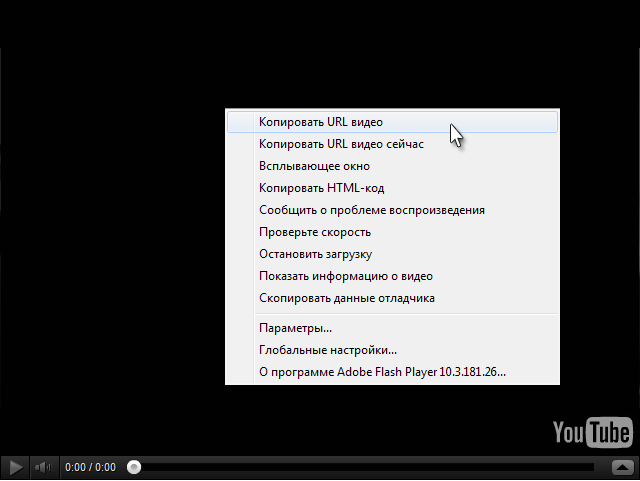 Копировать URL видео
Копировать URL видео сейчас
Всплывающее окно
Копировать HTML-код
Сообщить о проблеме воспроизведения
Проверьте скорость
Остановить загрузку
Показать информацию о видео
Скопировать данные отладчика
Параметры...
Глобальные настройки...
О программе Adobe Flash Player 10.3.181.26...
YouTube
0:00 / 0:00